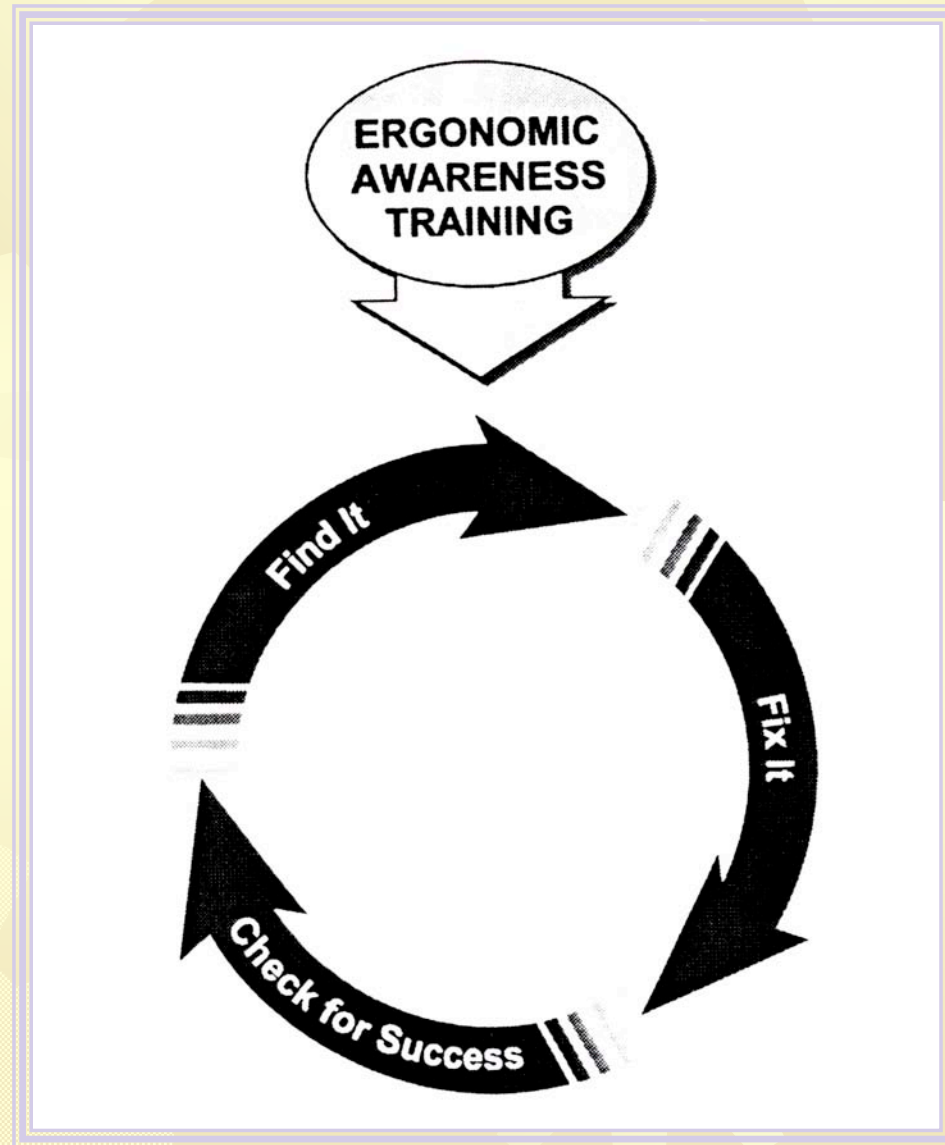 ERGONOMIC
AWARENESS
TRAINING
Find It
Fix It
Check for Success